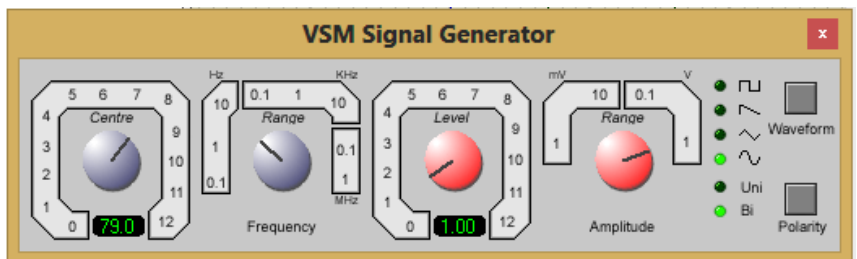 VSM Signal Generator
x
Hz KHz mV V
0 1 2 3 4 5 6 7 8 9 10 11 12
Centre
79.0
0.1 1 10 0.1 1 10 0.1 1
MHz
Range
Frequency
0 1 2 3 4 5 6 7 8 9 10 11 12
Level
1.00
1 10 0.1 1
Range
Amplitude
Waveform
Uni
Bi
Polarity